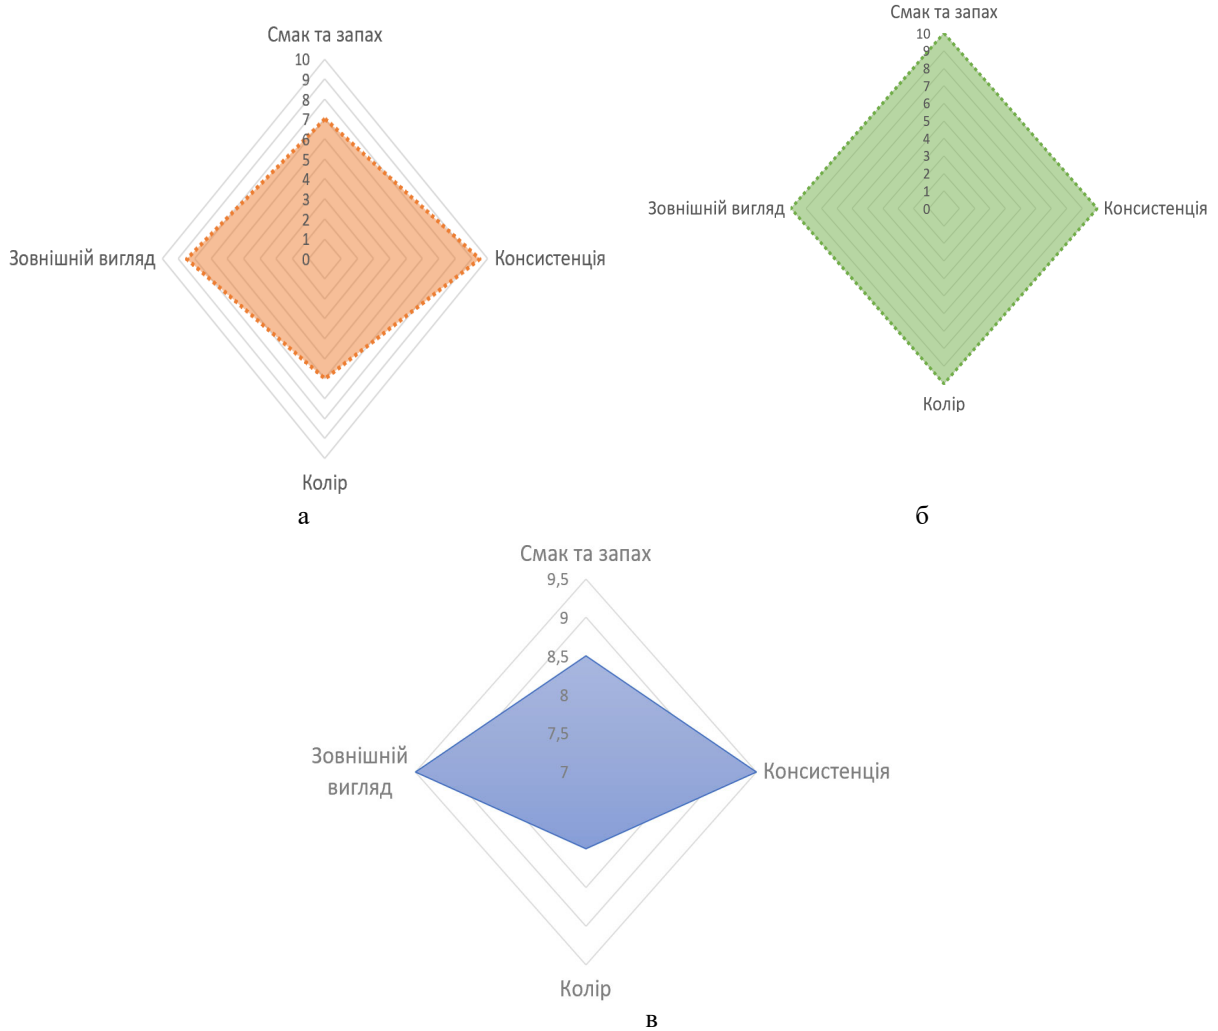 Смак та запах
10
9
8
7
6
5
4
3
2
1
0
Зовнішній вигляд
Консистенція
Колір
а
Смак та запах
10
9
8
7
6
5
4
3
2
1
0
Зовнішній вигляд
Консистенція
Колір
б
Смак та запах
9,5
9
8,5
8
7,5
7
Зовнішній
вигляд
Консистенція
Колір
в